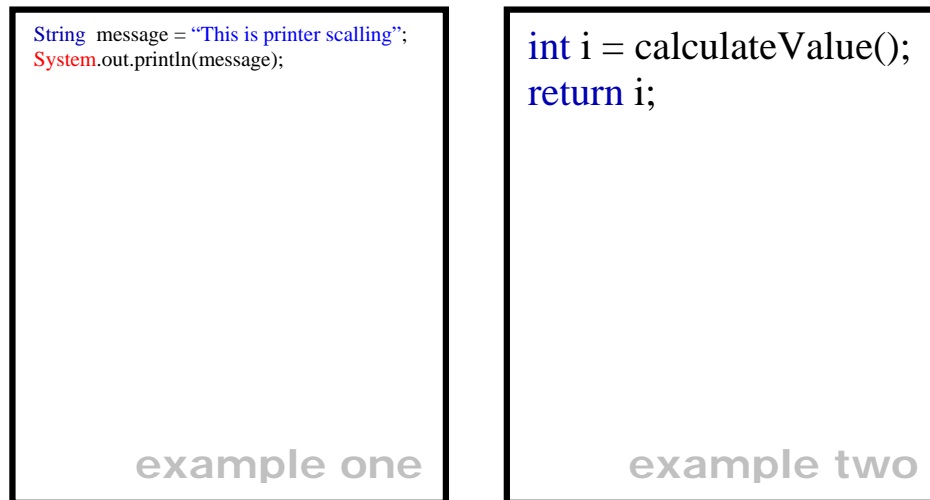 String  message = “This is printer scalling”;
System.out.println(message);
example one
int i = calculateValue();
return i;
example two